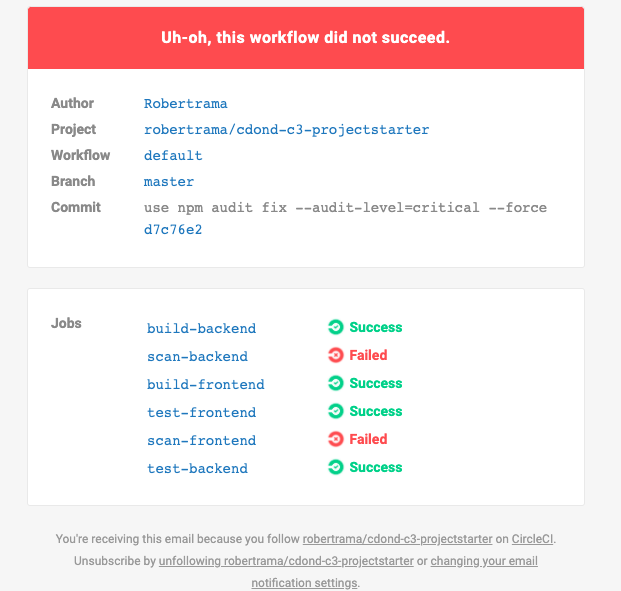 Uh-oh, this workflow did not succeed.
Author Robertrama
Project robertrama/cdond-c3-projectstarter
Workflow default
Branch master
Commit use npm audit fix --audit-level=critical --force
d7c76e2
Jobs
build-backend Success
scan-backend Failed
build-frontend Success
test-frontend Success
scan-frontend Failed
test-backend Success
You're receiving this email because you follow robertrama/cdond-c3-projectstarter on CircleCI.
Unsubscribe by unfollowing robertrama/cdond-c3-projectstarter or changing your email
notification settings.